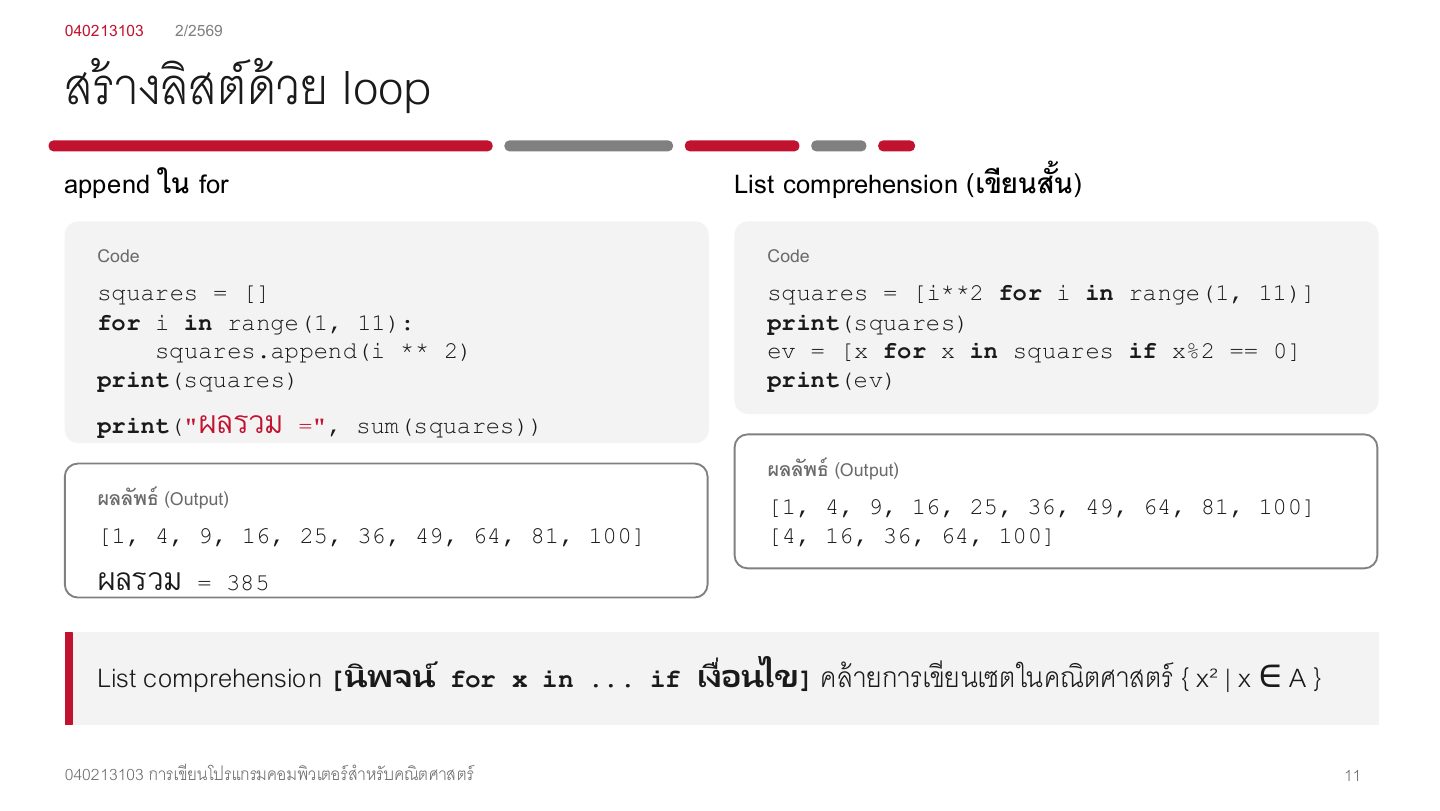 040213103 2/2569
สร้างลิสต์ด้วย loop
append ใน for
Code
squares = []
for i in range(1, 11):
    squares.append(i ** 2)
print(squares)
print("ผลรวม =", sum(squares))
ผลลัพธ์ (Output)
[1, 4, 9, 16, 25, 36, 49, 64, 81, 100]
ผลรวม = 385
List comprehension (เขียนสั้น)
Code
squares = [i**2 for i in range(1, 11)]
print(squares)
ev = [x for x in squares if x%2 == 0]
print(ev)
ผลลัพธ์ (Output)
[1, 4, 9, 16, 25, 36, 49, 64, 81, 100]
[4, 16, 36, 64, 100]
List comprehension [นิพจน์ for x in ... if เงื่อนไข] คล้ายการเขียนเซตในคณิตศาสตร์ { x² | x ∈ A }
040213103 การเขียนโปรแกรมคอมพิวเตอร์สำหรับคณิตศาสตร์
11